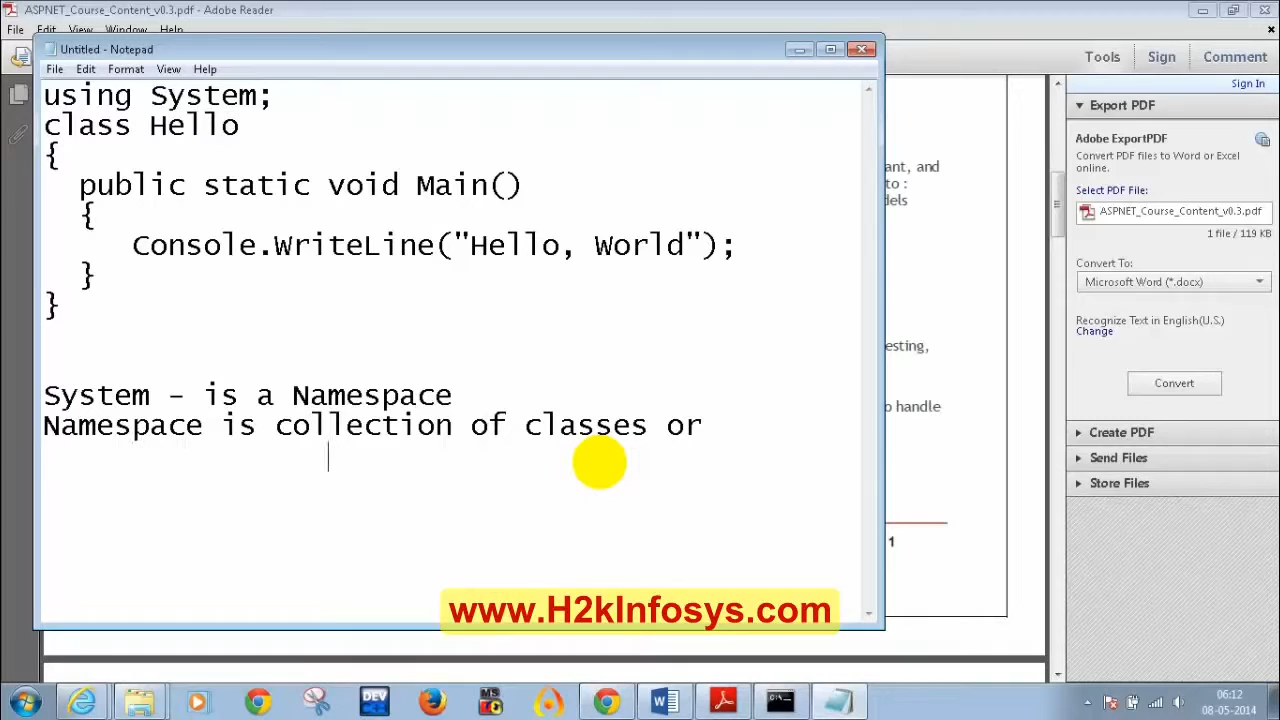 ASPNET_Course_Content_v0.3.pdf - Adobe Reader
File Edit View Window Help
Untitled - Notepad
File Edit Format View Help
using System;
class Hello
{
public static void Main()
{
Console.WriteLine("Hello, World");
}
}
System - is a Namespace
Namespace is collection of classes or
www.H2kInfosys.com
ant, and
to :
dels
esting,
o handle
1
Tools Sign Comment
Sign In
Export PDF
Adobe ExportPDF
Convert PDF files to Word or Excel
online.
Select PDF File:
ASPNET_Course_Content_v0.3.pdf
1 file / 119 KB
Convert To:
Microsoft Word (*.docx)
Recognize Text in English(U.S.)
Change
Convert
Create PDF
Send Files
Store Files
DEV
MS
06:12
08-05-2014